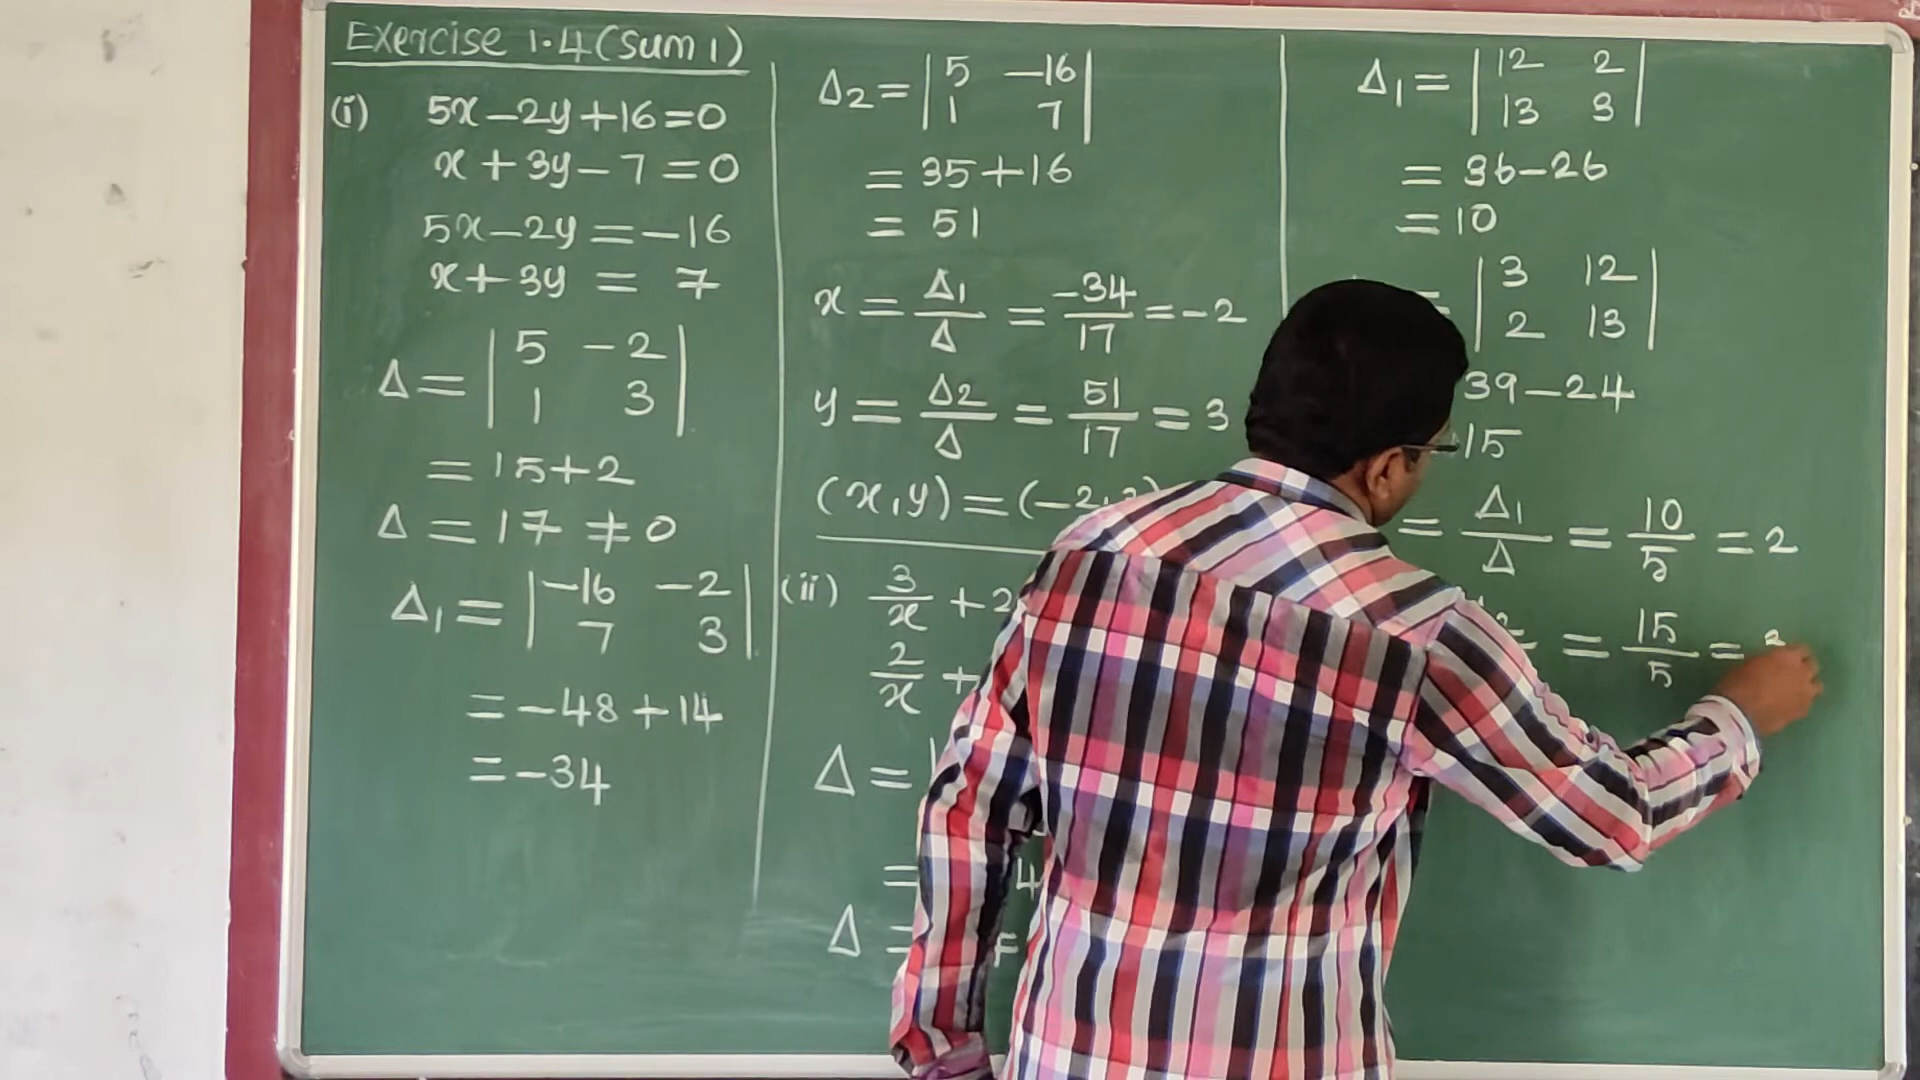 Exercise 1.4 (Sum 1)
(i) 5x-2y+16=0
x+3y-7=0
5x-2y=-16
x+3y = 7
Δ = | 5 -2 |
| 1 3 |
= 15+2
Δ = 17 ≠ 0
Δ1 = | -16 -2 |
| 7 3 |
= -48+14
= -34
Δ2 = | 5 -16 |
| 1 7 |
= 35+16
= 51
x = Δ1/Δ = -34/17 = -2
y = Δ2/Δ = 51/17 = 3
(x,y) = (-2,3)
(ii) 3/x + 2
2/x +
Δ =
= 4
Δ =
Δ1 = | 12 2 |
| 13 3 |
= 36-26
= 10
= | 3 12 |
| 2 13 |
39-24
15
= Δ1/Δ = 10/5 = 2
= 15/5 = 3